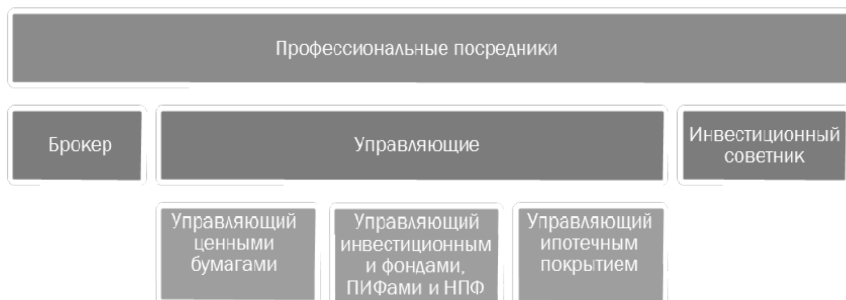 Профессиональные посредники
Брокер
Управляющие
Инвестиционный
советник
Управляющий
ценными
бумагами
Управляющий
инвестиционным
и фондами,
ПИФами и НПФ
Управляющий
ипотечным
покрытием